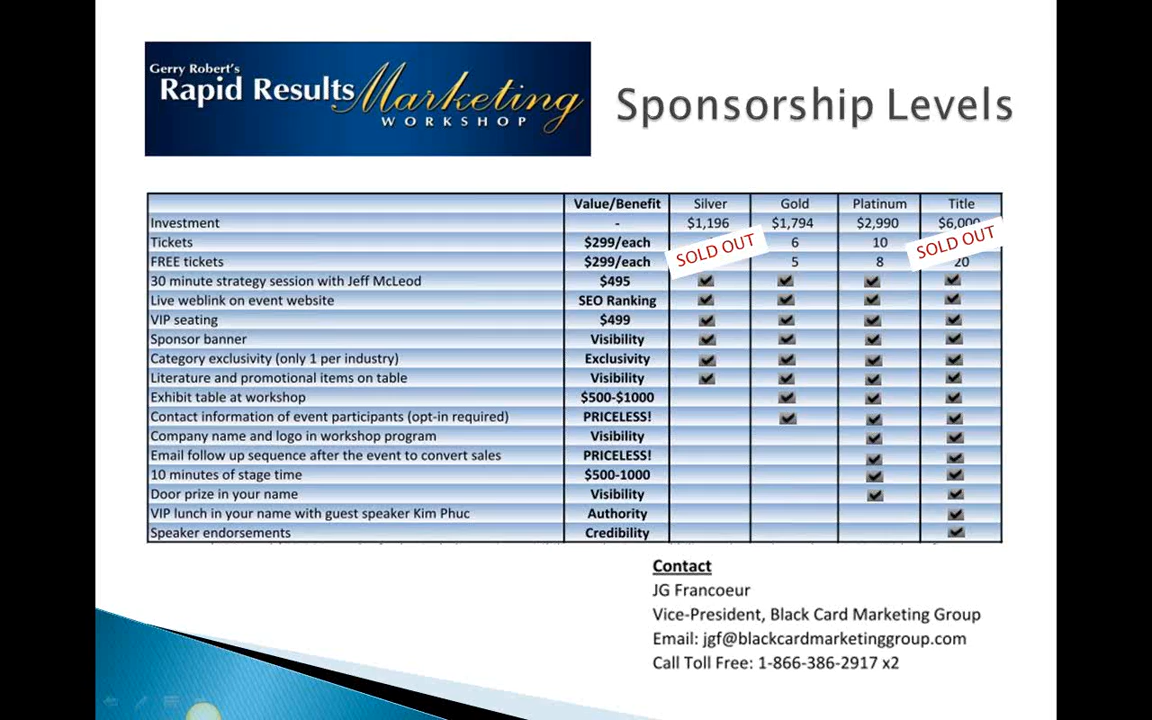 Gerry Robert's
Rapid Results Marketing
WORKSHOP
Sponsorship Levels
Value/Benefit Silver Gold Platinum Title
Investment - $1,196 $1,794 $2,990 $6,000
Tickets $299/each 6 10
SOLD OUT SOLD OUT
FREE tickets $299/each 5 8 20
30 minute strategy session with Jeff McLeod $495 ✔ ✔ ✔ ✔
Live weblink on event website SEO Ranking ✔ ✔ ✔ ✔
VIP seating $499 ✔ ✔ ✔ ✔
Sponsor banner Visibility ✔ ✔ ✔ ✔
Category exclusivity (only 1 per industry) Exclusivity ✔ ✔ ✔ ✔
Literature and promotional items on table Visibility ✔ ✔ ✔ ✔
Exhibit table at workshop $500-$1000 ✔ ✔ ✔
Contact information of event participants (opt-in required) PRICELESS! ✔ ✔ ✔
Company name and logo in workshop program Visibility ✔ ✔
Email follow up sequence after the event to convert sales PRICELESS! ✔ ✔
10 minutes of stage time $500-1000 ✔ ✔
Door prize in your name Visibility ✔ ✔
VIP lunch in your name with guest speaker Kim Phuc Authority ✔
Speaker endorsements Credibility ✔
Contact
JG Francoeur
Vice-President, Black Card Marketing Group
Email: jgf@blackcardmarketinggroup.com
Call Toll Free: 1-866-386-2917 x2